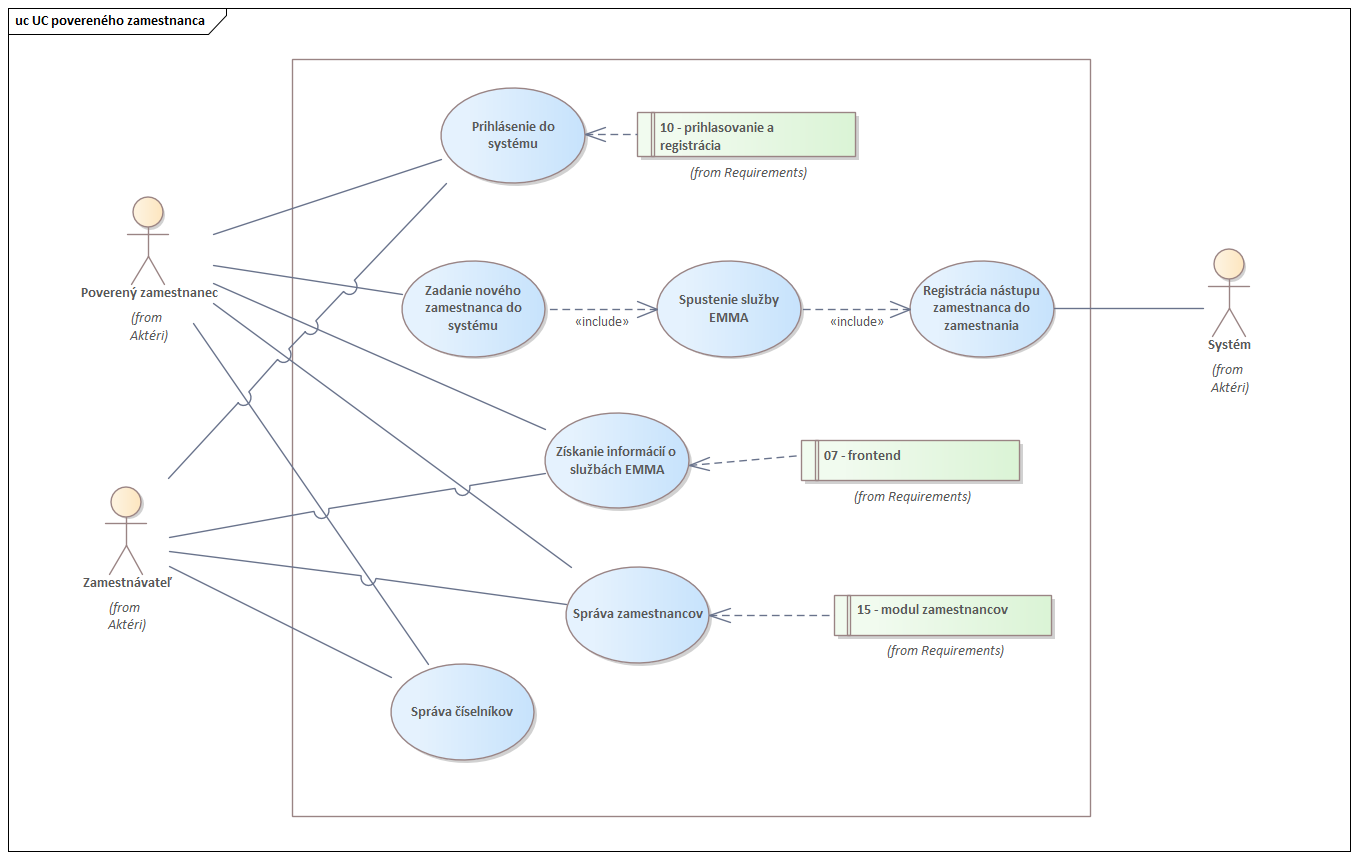 uc UC povereného zamestnanca
Prihlásenie do
systému
10 - prihlasovanie a
registrácia
(from Requirements)
Poverený zamestnanec
(from
Aktéri)
Zadanie nového
zamestnanca do
systému
«include»
Spustenie služby
EMMA
«include»
Registrácia nástupu
zamestnanca do
zamestnania
Systém
(from
Aktéri)
Získanie informácií o
službách EMMA
07 - frontend
(from Requirements)
Zamestnávateľ
(from
Aktéri)
Správa zamestnancov
15 - modul zamestnancov
(from Requirements)
Správa číselníkov